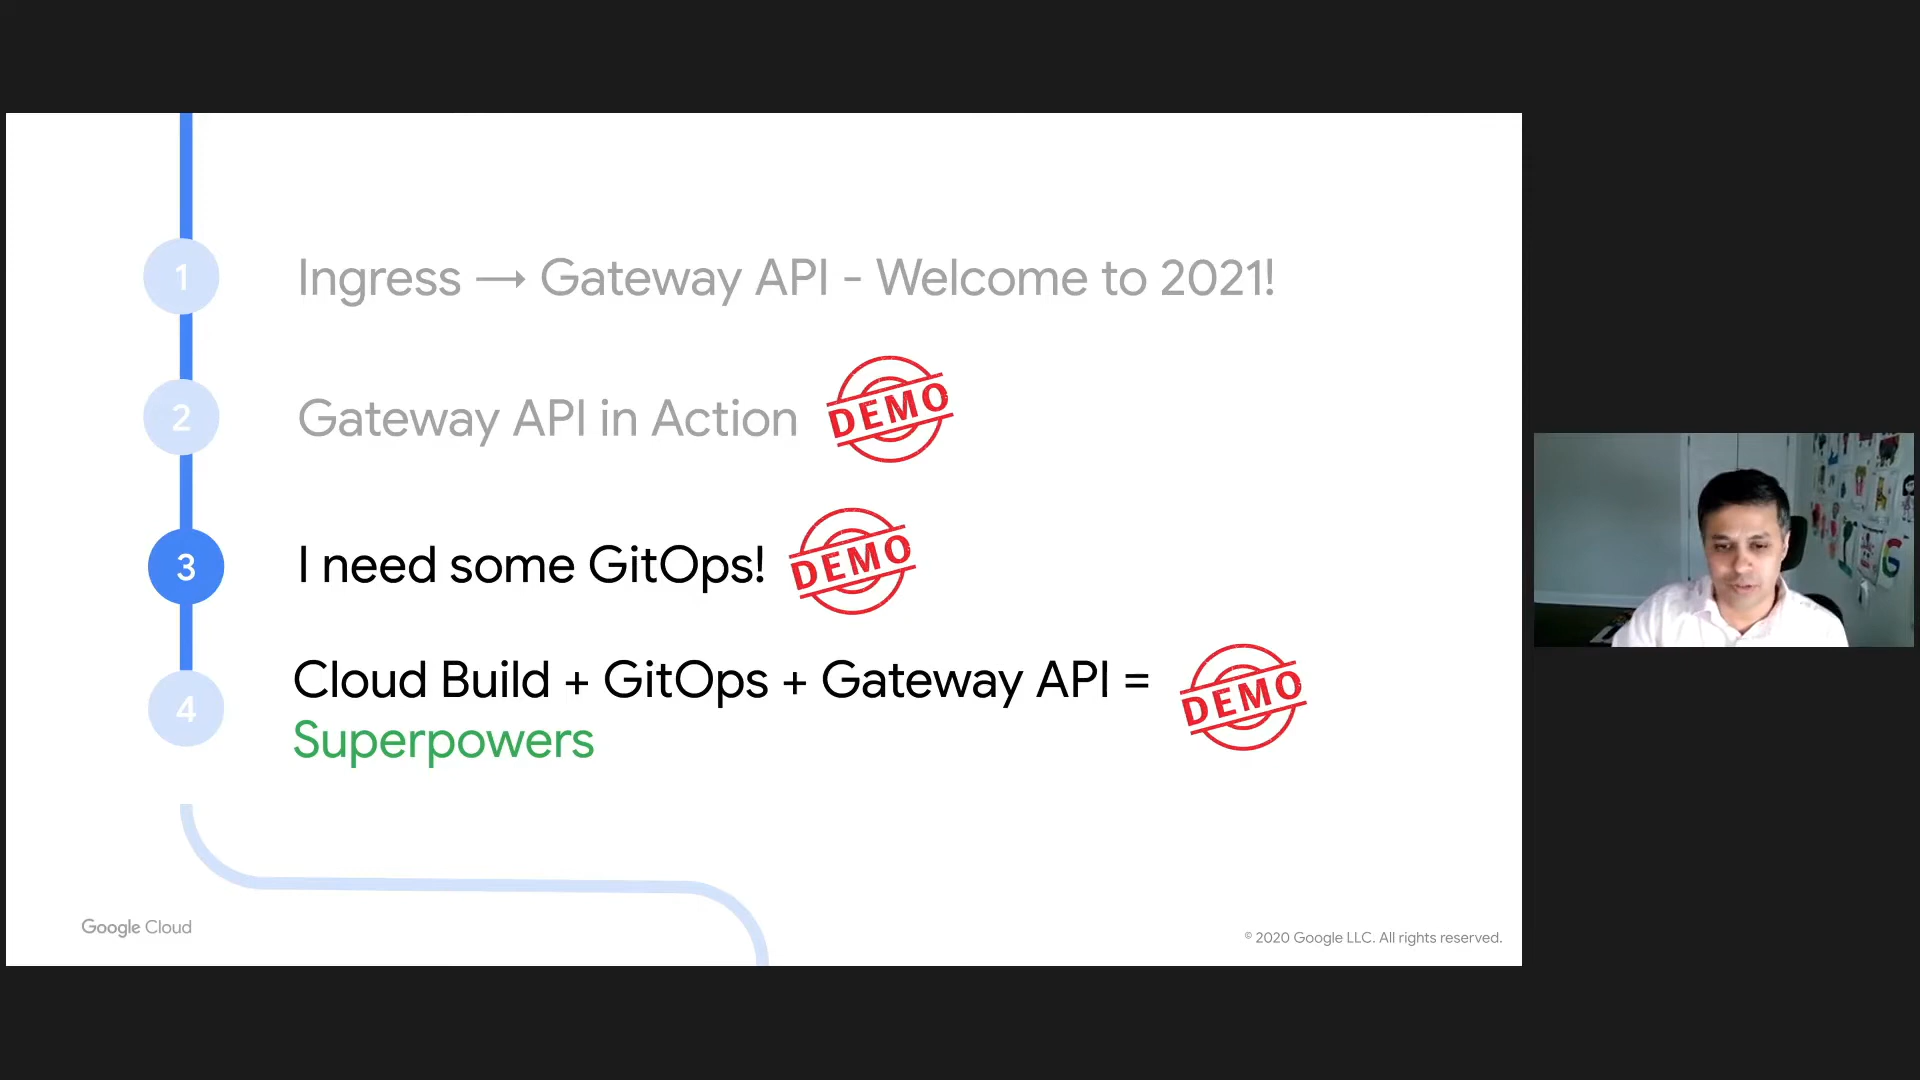 1
Ingress → Gateway API - Welcome to 2021!
2
Gateway API in Action
DEMO
3
I need some GitOps!
DEMO
4
Cloud Build + GitOps + Gateway API =
Superpowers
DEMO
Google Cloud
© 2020 Google LLC. All rights reserved.
G